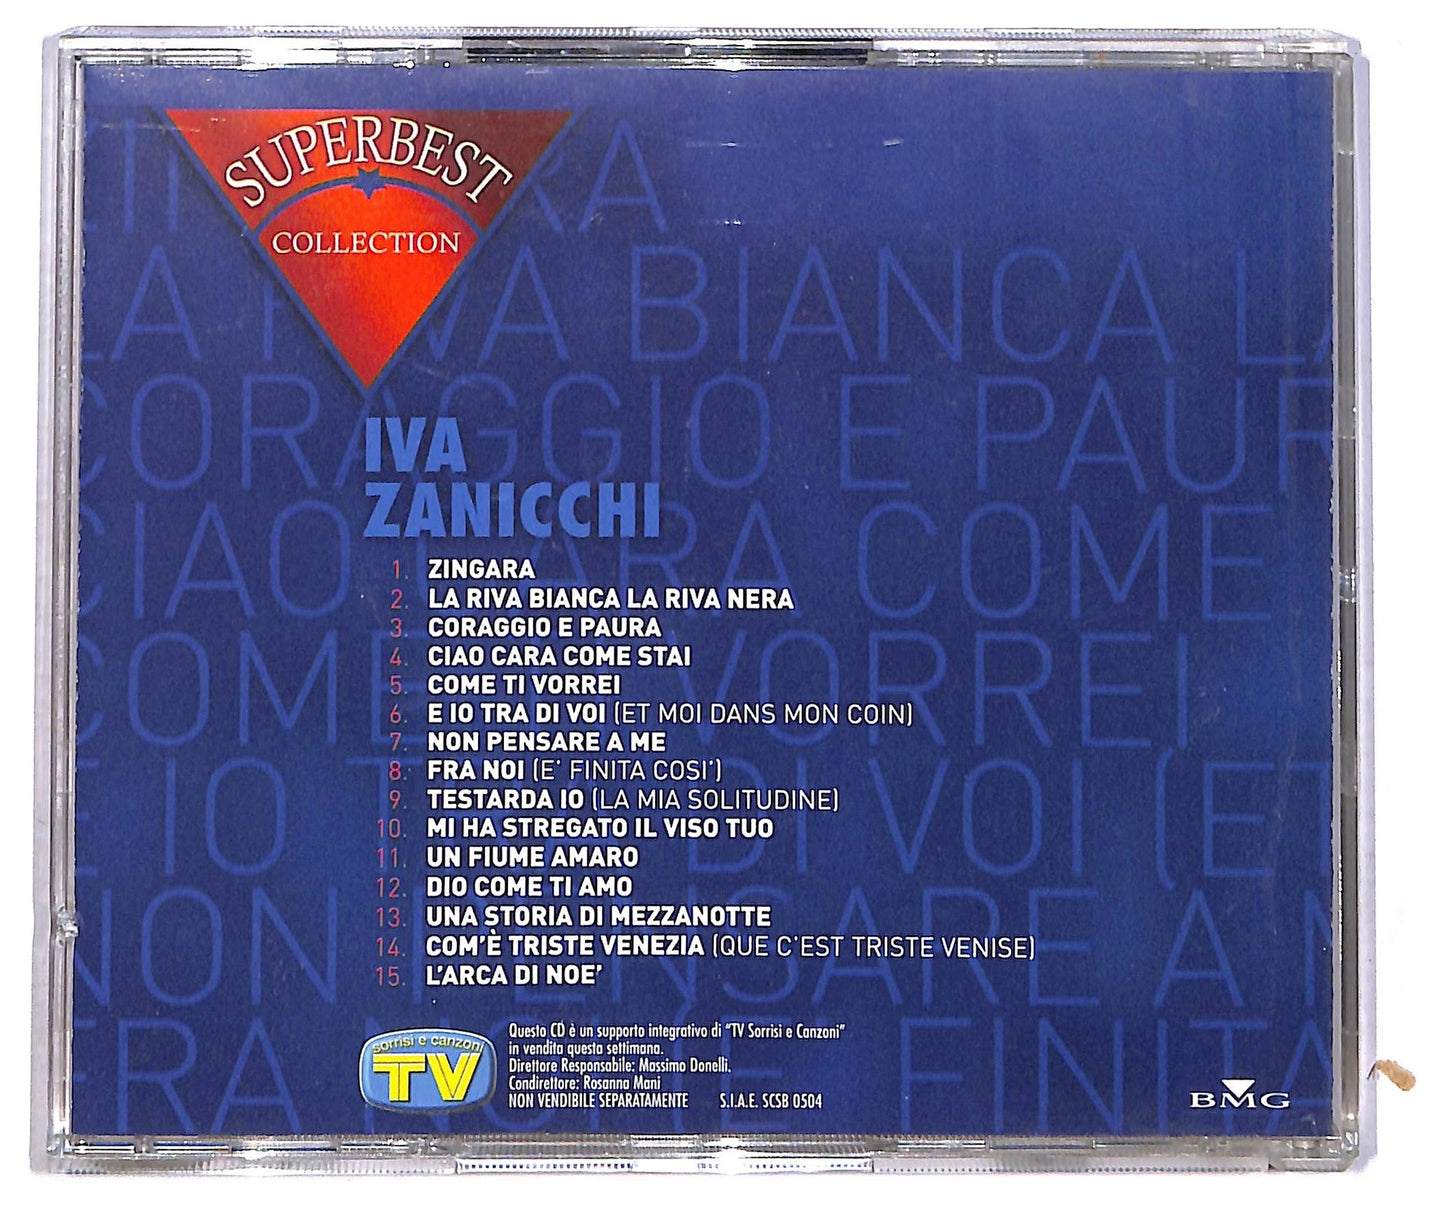 SUPERBEST
COLLECTION
IVA
ZANICCHI
1. ZINGARA
2. LA RIVA BIANCA LA RIVA NERA
3. CORAGGIO E PAURA
4. CIAO CARA COME STAI
5. COME TI VORREI
6. E IO TRA DI VOI (ET MOI DANS MON COIN)
7. NON PENSARE A ME
8. FRA NOI (E' FINITA COSI')
9. TESTARDA IO (LA MIA SOLITUDINE)
10. MI HA STREGATO IL VISO TUO
11. UN FIUME AMARO
12. DIO COME TI AMO
13. UNA STORIA DI MEZZANOTTE
14. COM'È TRISTE VENEZIA (QUE C'EST TRISTE VENISE)
15. L'ARCA DI NOE'
sorrisi e canzoni
TV
Questo CD è un supporto integrativo di "TV Sorrisi e Canzoni"
in vendita questa settimana.
Direttore Responsabile: Massimo Donelli.
Condirettore: Rosanna Mani
NON VENDIBILE SEPARATAMENTE S.I.A.E. SCSB 0504
BMG